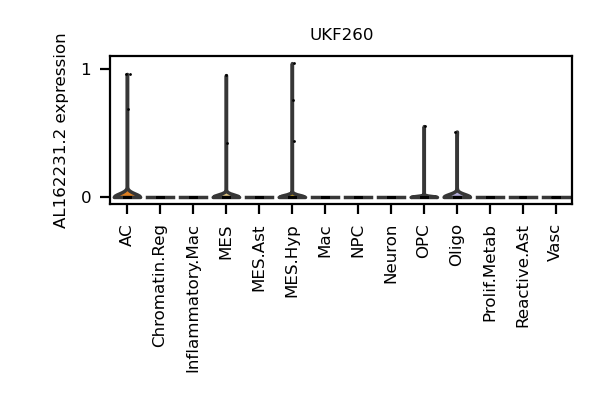 UKF260
AL162231.2 expression
1
0
AC
Chromatin.Reg
Inflammatory.Mac
MES
MES.Ast
MES.Hyp
Mac
NPC
Neuron
OPC
Oligo
Prolif.Metab
Reactive.Ast
Vasc